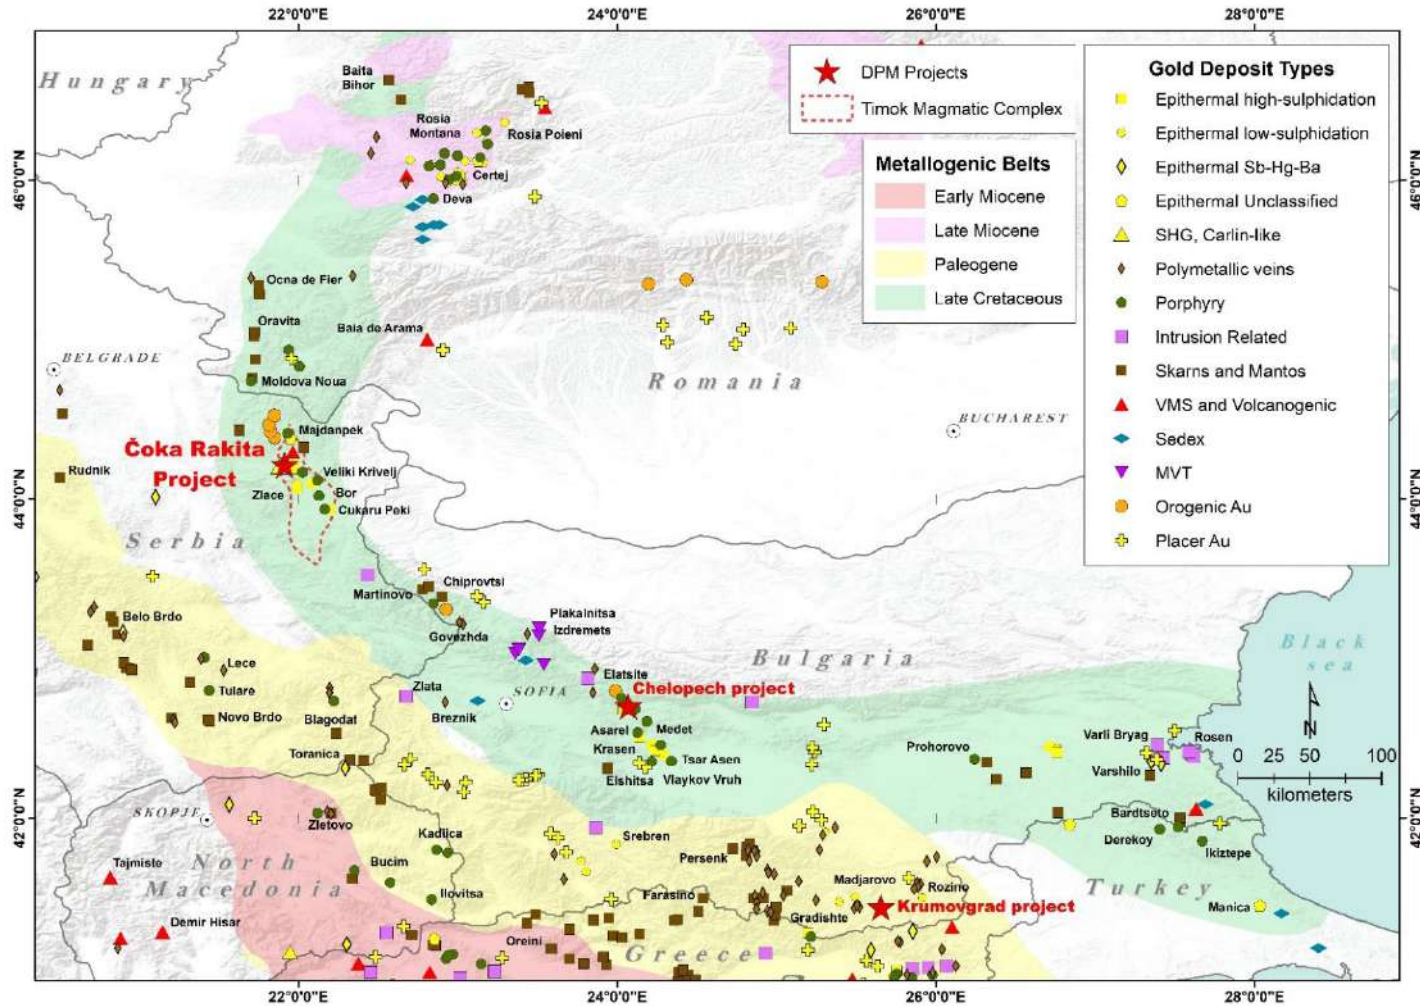 22°0'0"E
24°0'0"E
26°0'0"E
28°0'0"E
46°0'0"N
44°0'0"N
42°0'0"N
46°0'0"N
44°0'0"N
42°0'0"N
22°0'0"E
24°0'0"E
26°0'0"E
28°0'0"E
DPM Projects
Timok Magmatic Complex
Metallogenic Belts
Early Miocene
Late Miocene
Paleogene
Late Cretaceous
Gold Deposit Types
Epithermal high-sulphidation
Epithermal low-sulphidation
Epithermal Sb-Hg-Ba
Epithermal Unclassified
SHG, Carlin-like
Polymetallic veins
Porphyry
Intrusion Related
Skarns and Mantos
VMS and Volcanogenic
Sedex
MVT
Orogenic Au
Placer Au
Hungary
Baita
Bihor
Rosia
Montana
Rosia Poieni
Certej
Deva
Ocna de Fier
Oravita
Baia de Arama
BELGRADE
Moldova Noua
Romania
BUCHAREST
Majdanpek
Čoka Rakita
Project
Rudnik
Veliki Krivelj
Zlace
Bor
Cukaru Peki
Serbia
Martinovo
Chiprovtsi
Govezhda
Plakalnitsa
Izdremets
Belo Brdo
Bulgaria
Black
sea
Lece
Tulare
Elatsite
Chelopech project
Zlata
SOFIA
Breznik
Novo Brdo
Blagodat
Asarel
Medet
Krasen
Tsar Asen
Elshitsa
Vlaykov Vruh
Toranica
Prohorovo
Varli Bryag
Rosen
Varshilo
N
0 25 50 100
kilometers
SKOPJE
Zletovo
Kadiica
Srebren
Bardtseto
Derekoy
Ikiztepe
Tajmiste
North
Macedonia
Bucim
Ilovitsa
Persenk
Madjarovo
Rozino
Farasino
Krumovgrad project
Gradishte
Turkey
Manica
Demir Hisar
Oreini
Greece